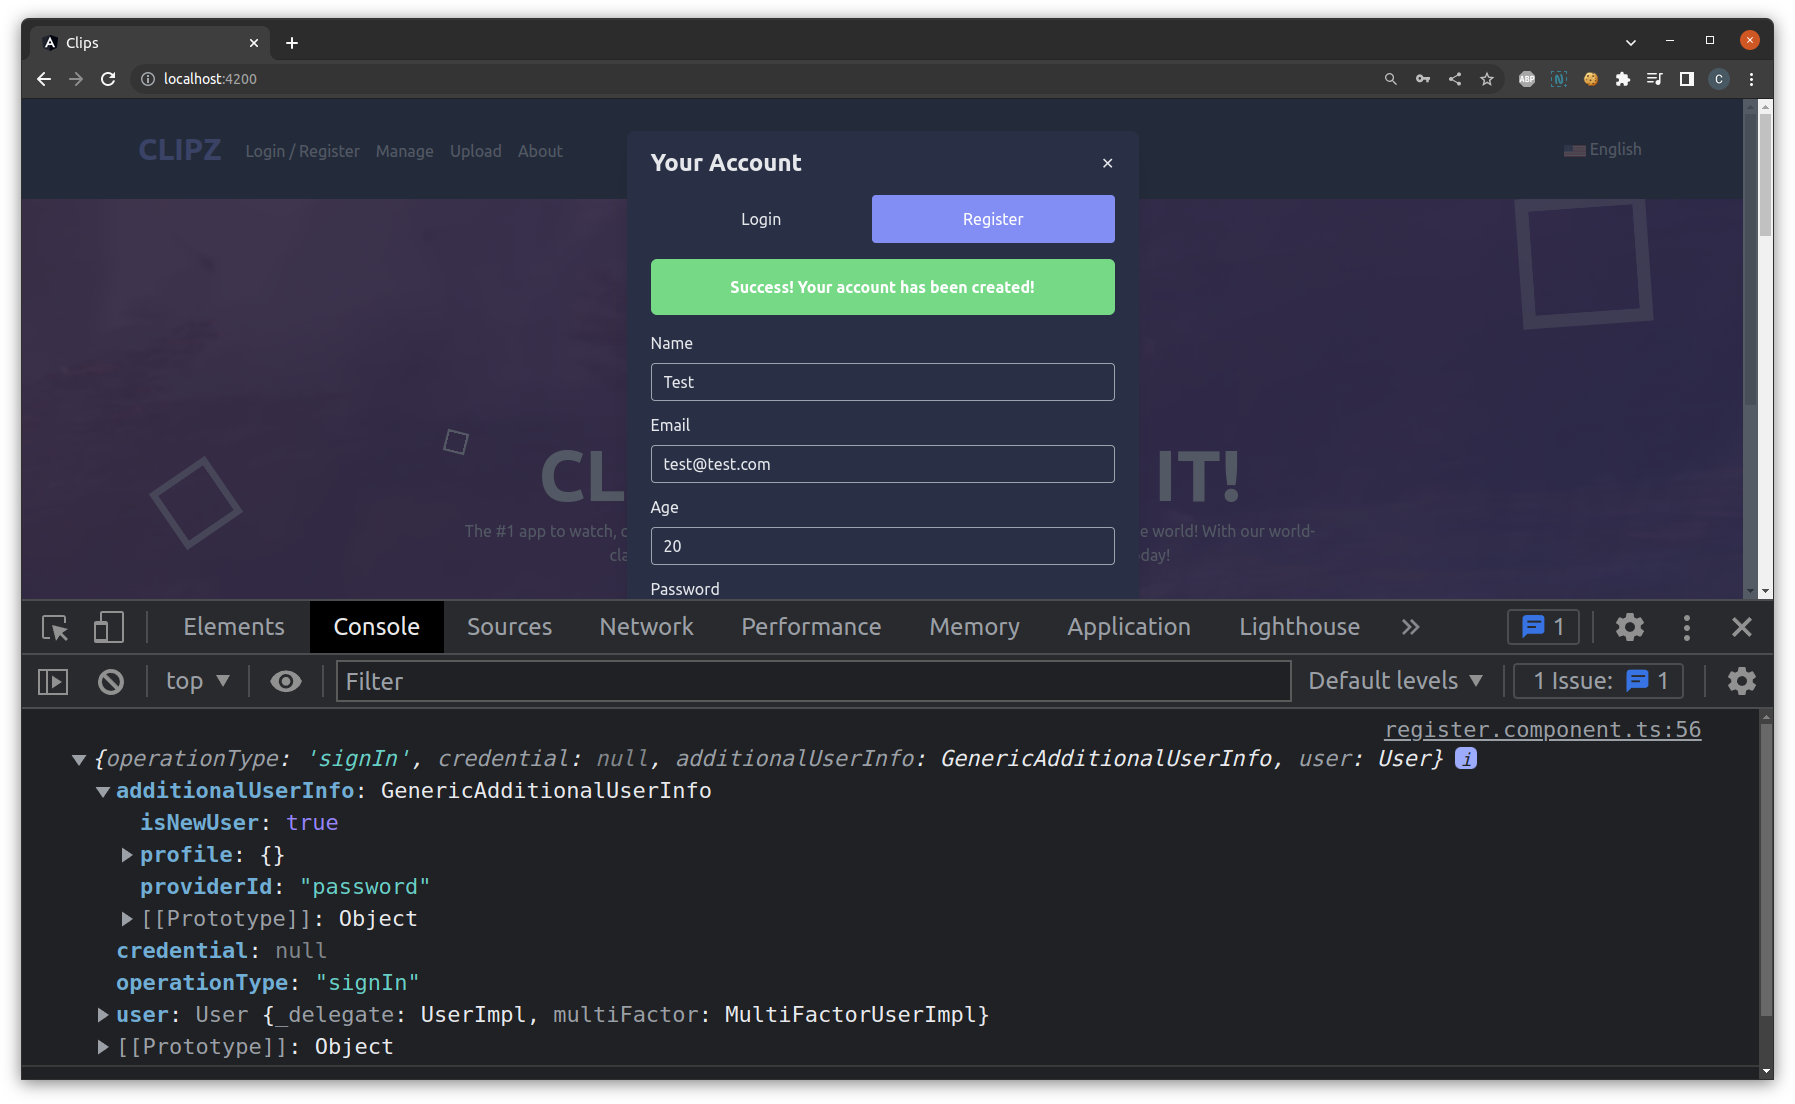 Clips
localhost:4200
ABP
N
C
CLIPZ Login / Register Manage Upload About
English
Your Account
×
Login Register
Success! Your account has been created!
Name
Test
Email
test@test.com
Age
20
Password
CL IT!
The #1 app to watch, e world! With our world-
cla day!
Elements Console Sources Network Performance Memory Application Lighthouse » 1
top Filter Default levels 1 Issue: 1
register.component.ts:56
{operationType: 'signIn', credential: null, additionalUserInfo: GenericAdditionalUserInfo, user: User} i
additionalUserInfo: GenericAdditionalUserInfo
isNewUser: true
profile: {}
providerId: "password"
[[Prototype]]: Object
credential: null
operationType: "signIn"
user: User {_delegate: UserImpl, multiFactor: MultiFactorUserImpl}
[[Prototype]]: Object